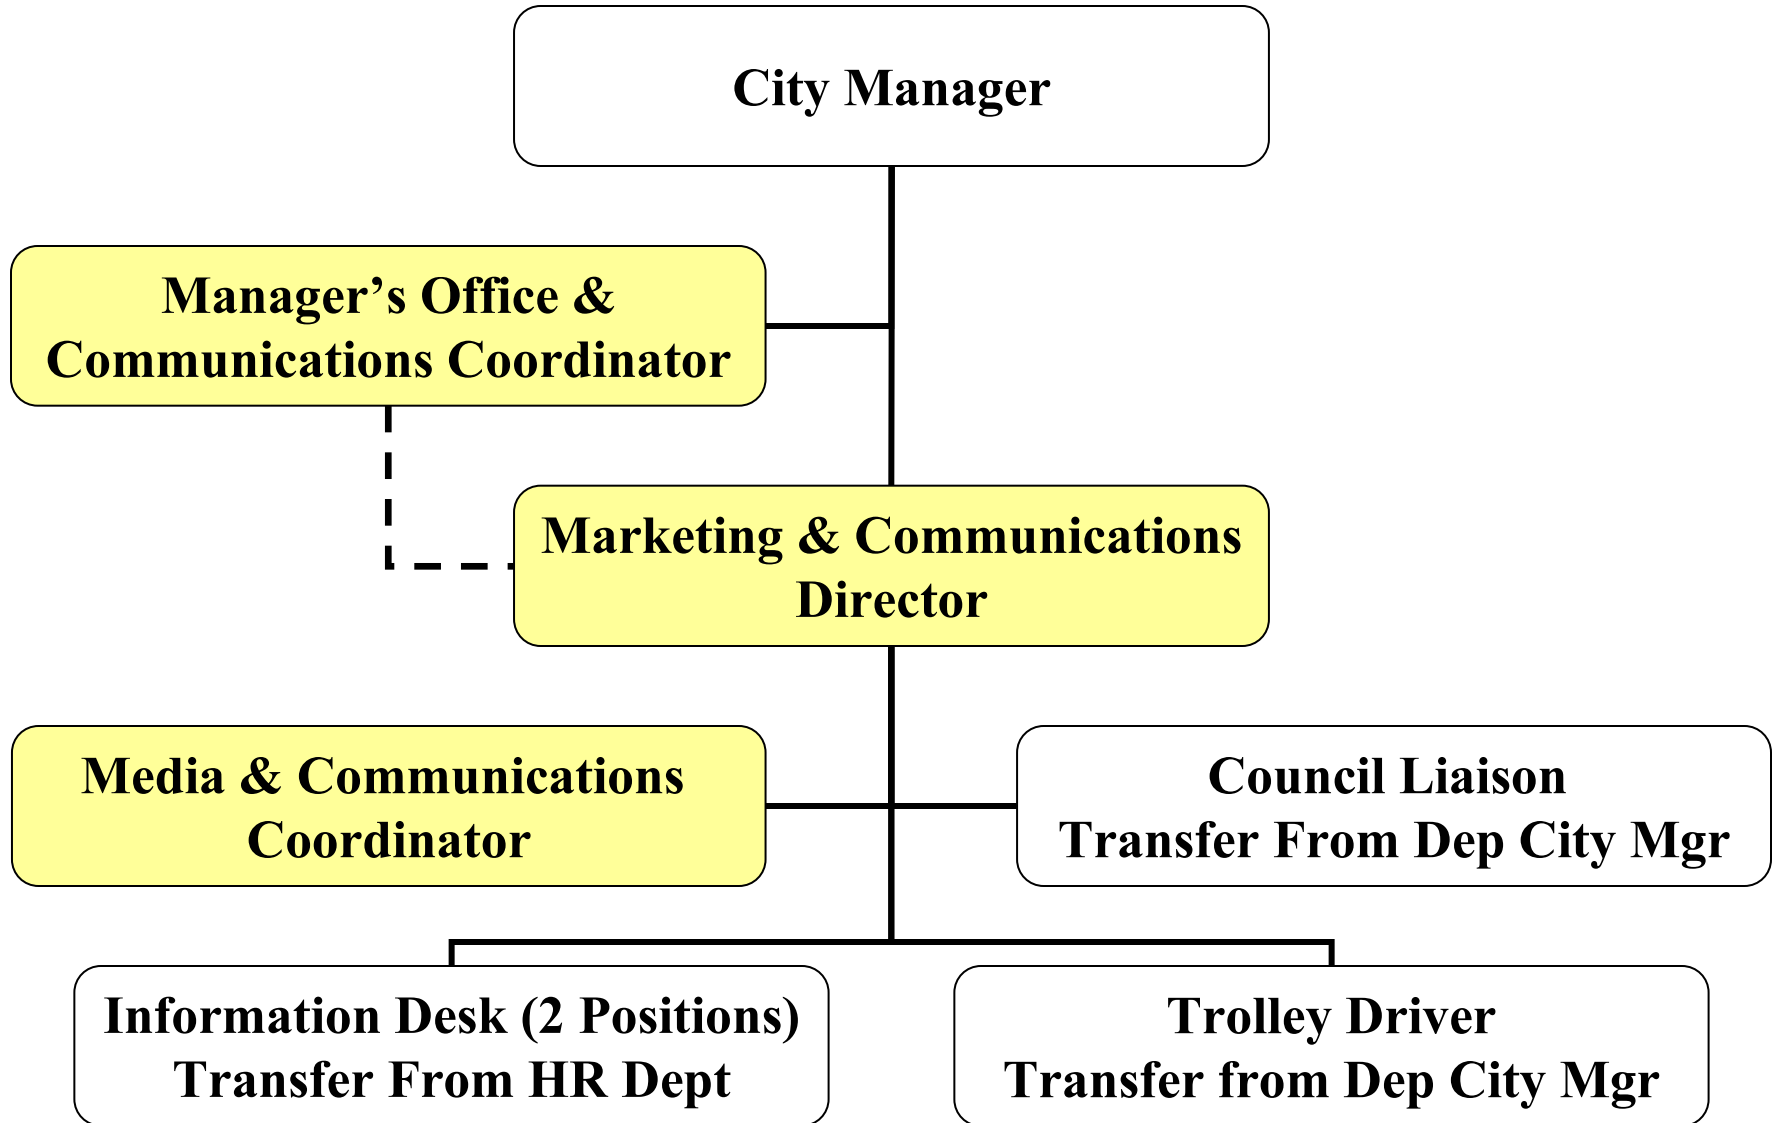 City Manager
Manager’s Office &
Communications Coordinator
Marketing & Communications
Director
Media & Communications
Coordinator
Council Liaison
Transfer From Dep City Mgr
Information Desk (2 Positions)
Transfer From HR Dept
Trolley Driver
Transfer from Dep City Mgr